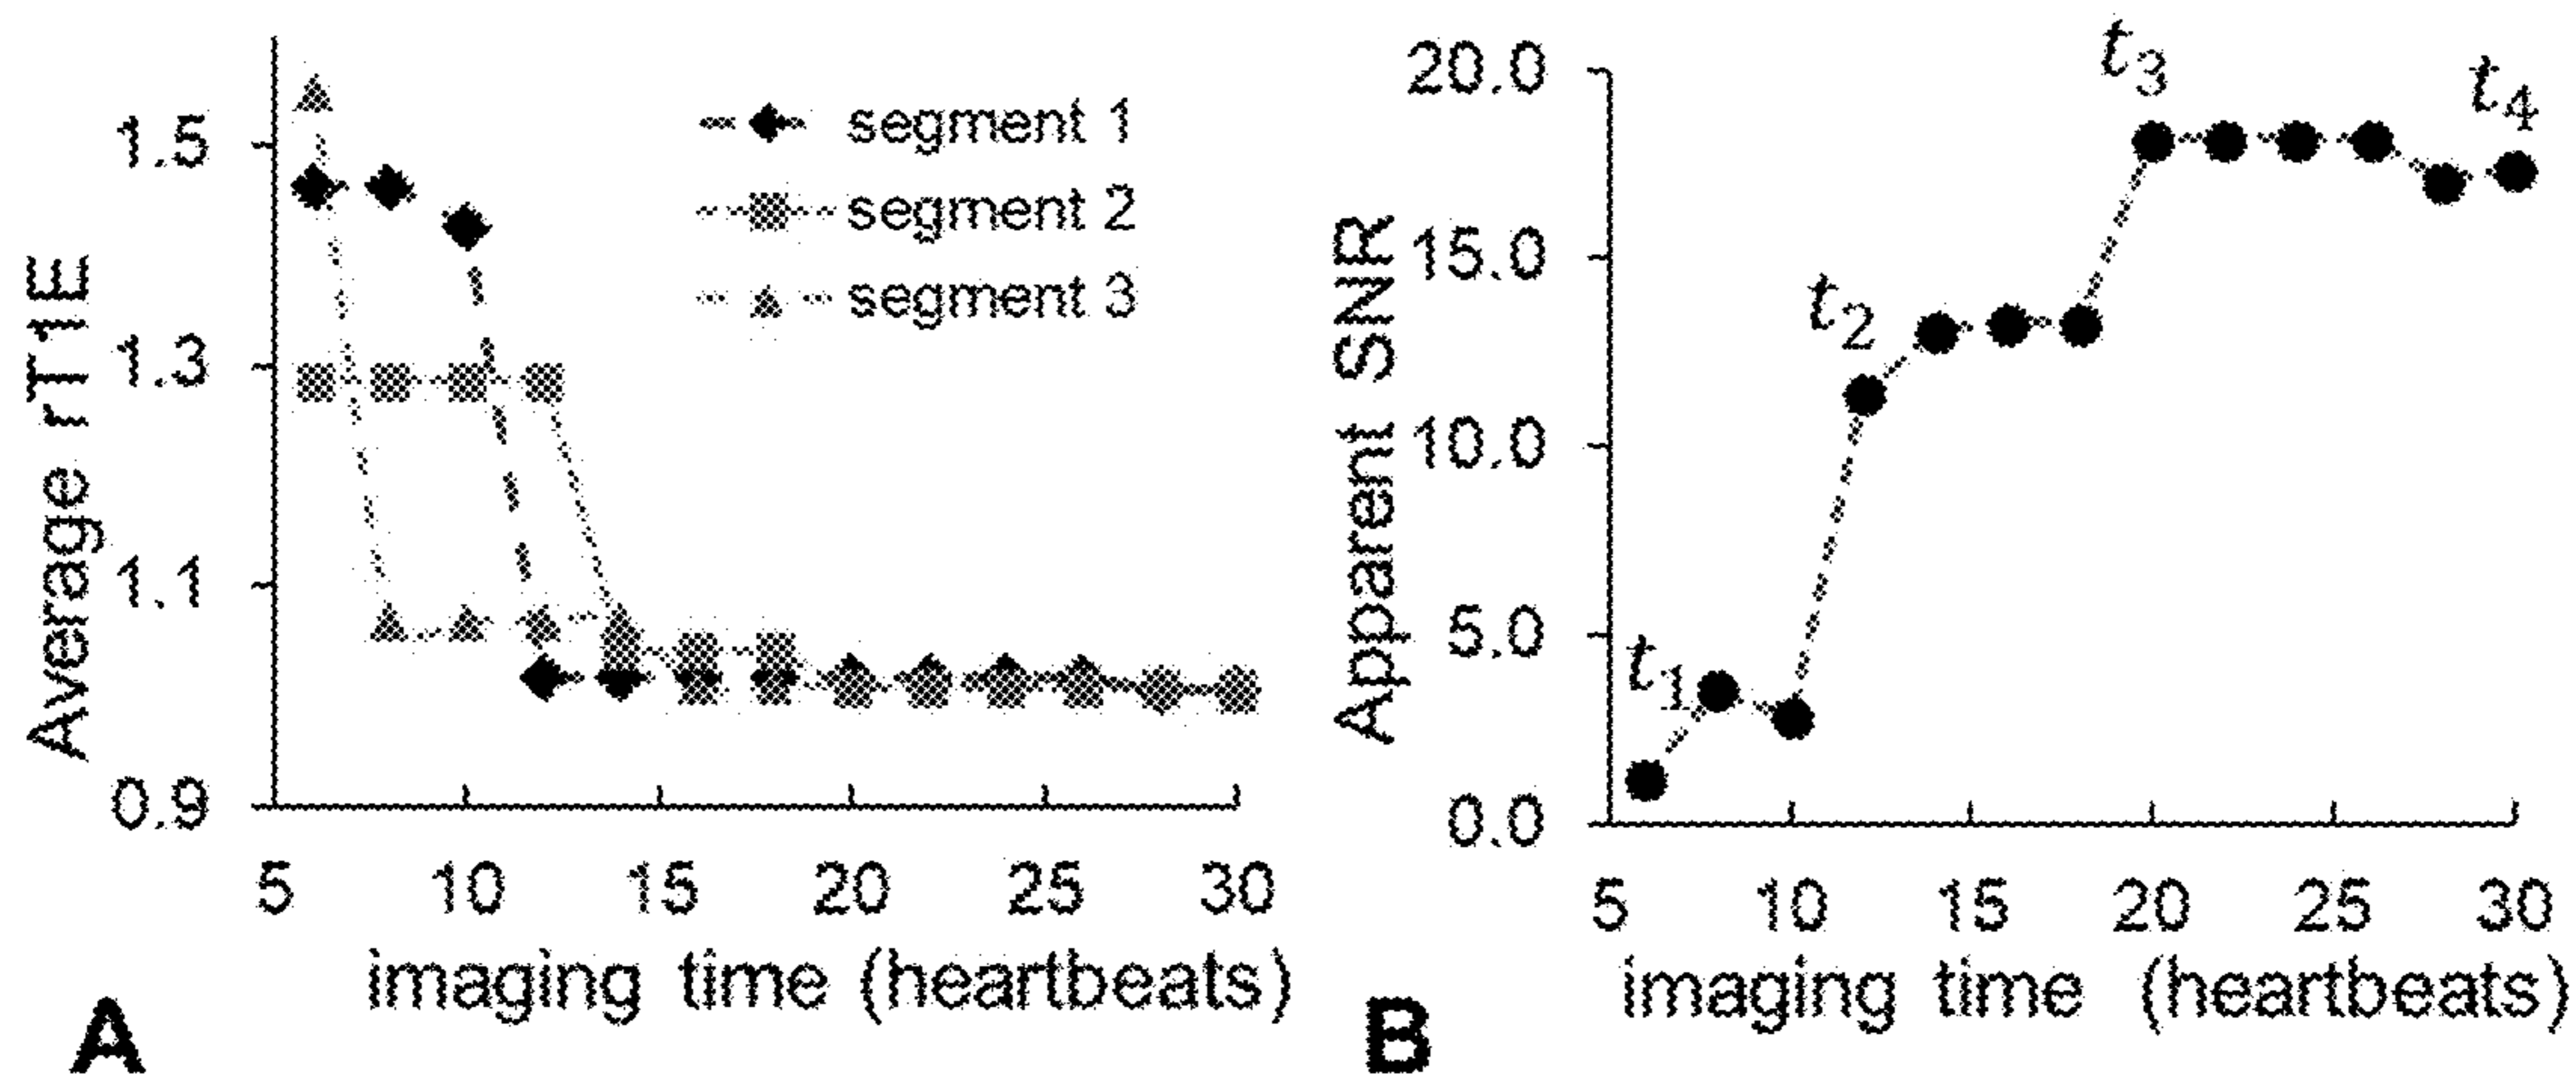 Average rT1E
1.5
1.3
1.1
0.9
segment 1
segment 2
segment 3
5 10 15 20 25 30
imaging time (heartbeats)
A
Apparent SNR
20.0
15.0
10.0
5.0
0.0
t1
t2
t3
t4
5 10 15 20 25 30
imaging time (heartbeats)
B